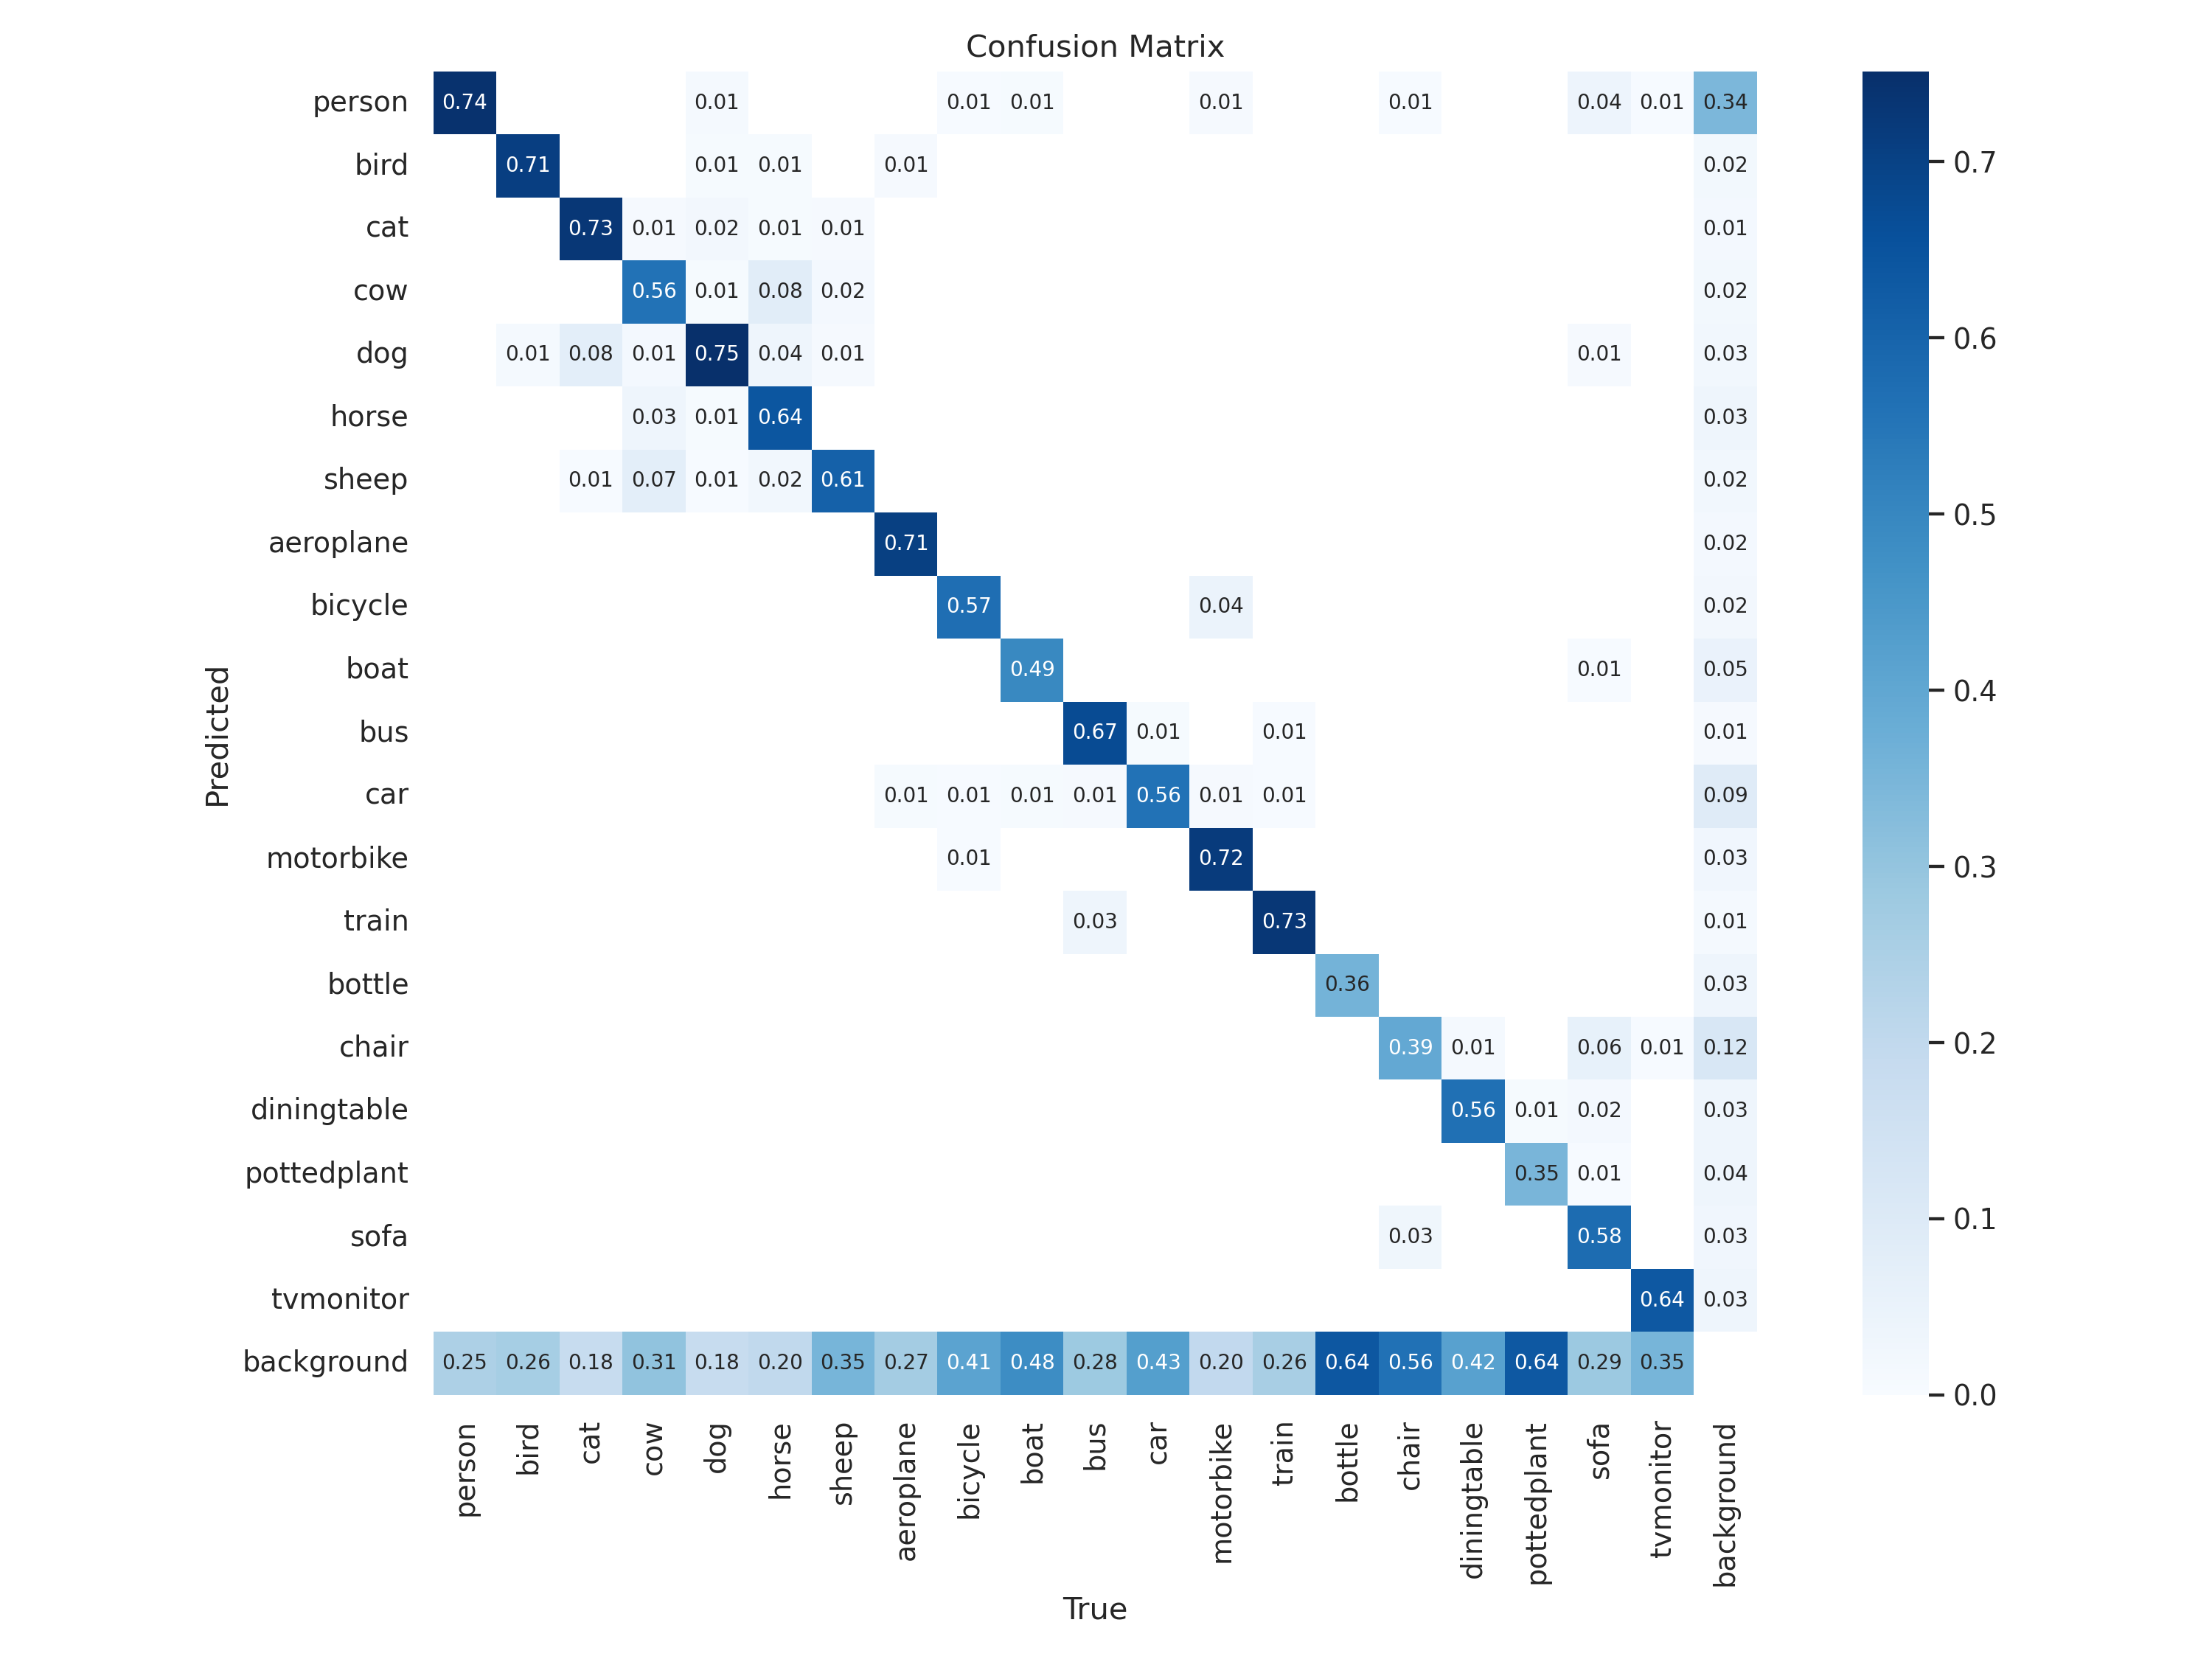 Confusion Matrix
person 0.74 0.01 0.01 0.01 0.01 0.01 0.04 0.01 0.34
bird 0.71 0.01 0.01 0.01 0.02 0.7
cat 0.73 0.01 0.02 0.01 0.01 0.01
cow 0.56 0.01 0.08 0.02 0.02
dog 0.01 0.08 0.01 0.75 0.04 0.01 0.01 0.03 0.6
horse 0.03 0.01 0.64 0.03
sheep 0.01 0.07 0.01 0.02 0.61 0.02
0.5
aeroplane 0.71 0.02
bicycle 0.57 0.04 0.02
boat 0.49 0.01 0.05 0.4
Predicted
bus 0.67 0.01 0.01 0.01
car 0.01 0.01 0.01 0.01 0.56 0.01 0.01 0.09
motorbike 0.01 0.72 0.03 0.3
train 0.03 0.73 0.01
bottle 0.36 0.03
chair 0.39 0.01 0.06 0.01 0.12 0.2
diningtable 0.56 0.01 0.02 0.03
pottedplant 0.35 0.01 0.04
sofa 0.03 0.58 0.03 0.1
tvmonitor 0.64 0.03
background 0.25 0.26 0.18 0.31 0.18 0.20 0.35 0.27 0.41 0.48 0.28 0.43 0.20 0.26 0.64 0.56 0.42 0.64 0.29 0.35
0.0
person bird cat cow dog horse sheep aeroplane bicycle boat bus car motorbike train bottle chair diningtable pottedplant sofa tvmonitor background
True